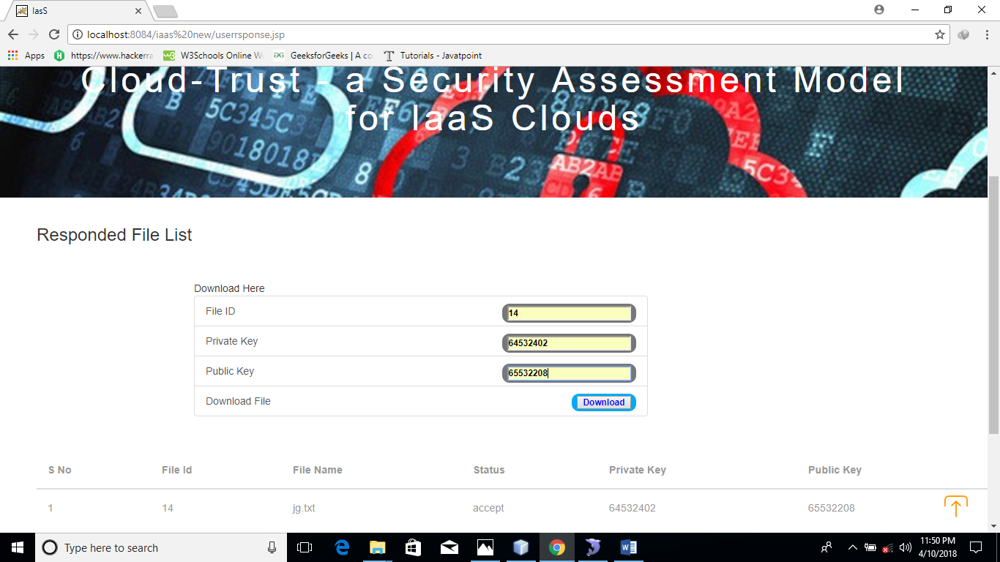 IasS
localhost:8084/iaas%20new/userrsponse.jsp
Apps https://www.hackerra W3Schools Online W GeeksforGeeks | A co Tutorials - Javatpoint
Cloud-Trust - a Security Assessment Model
for IaaS Clouds
Responded File List
Download Here
File ID 14
Private Key 64532402
Public Key 65532208
Download File Download
S No File Id File Name Status Private Key Public Key
1 14 jg.txt accept 64532402 65532208
Type here to search
11:50 PM
4/10/2018